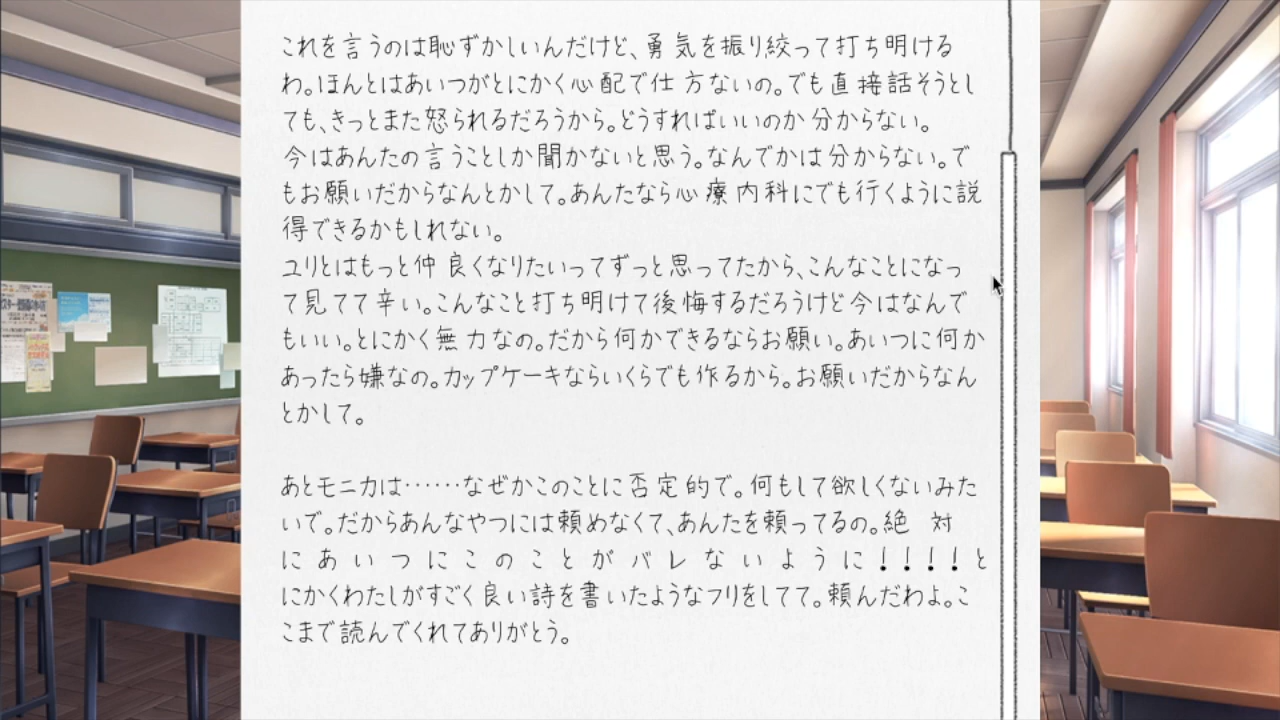 これを言うのは恥ずかしいんだけど、勇気を振り絞って打ち明ける
わ。ほんとはあいつがとにかく心配で仕方ないの。でも直接話そうとし
ても、きっとまた怒られるだろうから。どうすればいいのか分からない。
今はあんたの言うことしか聞かないと思う。なんでかは分からない。で
もお願いだからなんとかして。あんたなら心療内科にでも行くように説
得できるかもしれない。
ユリとはもっと仲良くなりたいってずっと思ってたから、こんなことになっ
て見てて辛い。こんなこと打ち明けて後悔するだろうけど今はなんで
もいい。とにかく無力なの。だから何かできるならお願い。あいつに何か
あったら嫌なの。カップケーキならいくらでも作るから。お願いだからなん
とかして。
あとモニカは……なぜかこのことに否定的で。何もして欲しくないみた
いで。だからあんなやつには頼めなくて、あんたを頼ってるの。絶 対
に あ い つ に こ の こ と が バ レ な い よ う に ！！！！と
にかくわたしがすごく良い詩を書いたようなフリをしてて。頼んだわよ。こ
こまで読んでくれてありがとう。